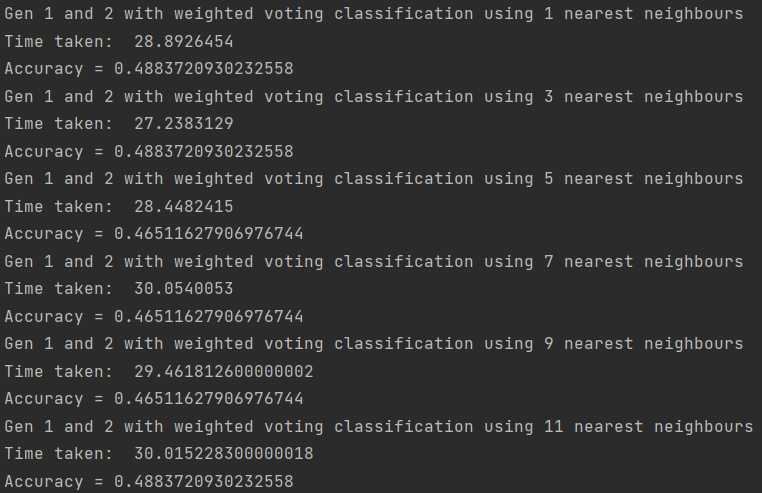 Gen 1 and 2 with weighted voting classification using 1 nearest neighbours
Time taken:  28.8926454
Accuracy = 0.4883720930232558
Gen 1 and 2 with weighted voting classification using 3 nearest neighbours
Time taken:  27.2383129
Accuracy = 0.4883720930232558
Gen 1 and 2 with weighted voting classification using 5 nearest neighbours
Time taken:  28.4482415
Accuracy = 0.46511627906976744
Gen 1 and 2 with weighted voting classification using 7 nearest neighbours
Time taken:  30.0540053
Accuracy = 0.46511627906976744
Gen 1 and 2 with weighted voting classification using 9 nearest neighbours
Time taken:  29.461812600000002
Accuracy = 0.46511627906976744
Gen 1 and 2 with weighted voting classification using 11 nearest neighbours
Time taken:  30.015228300000018
Accuracy = 0.4883720930232558